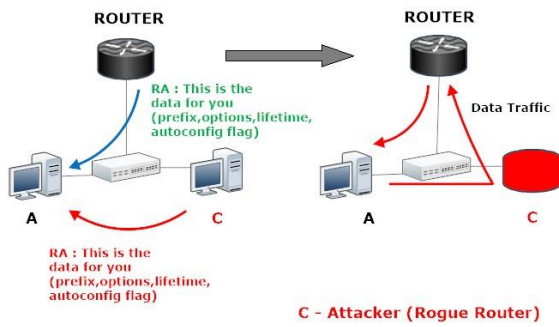 ROUTER
RA : This is the
data for you
(prefix,options,lifetime,
autoconfig flag)
A
C
RA : This is the
data for you
(prefix,options,lifetime,
autoconfig flag)
ROUTER
Data Traffic
A
C
C - Attacker (Rogue Router)